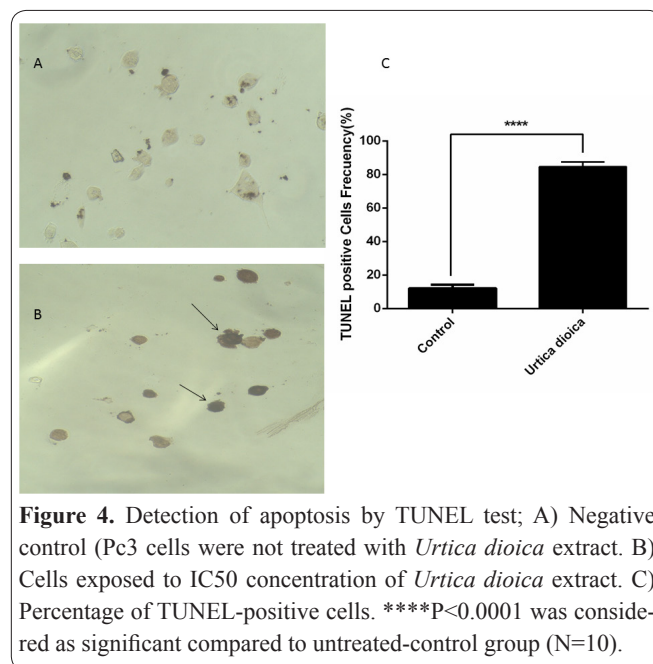 A
C
****
100
80
60
40
20
0
TUNEL positive Cells Frecuency(%)
Control
Urtica dioica
B
Figure 4. Detection of apoptosis by TUNEL test; A) Negative
control (Pc3 cells were not treated with Urtica dioica extract. B)
Cells exposed to IC50 concentration of Urtica dioica extract. C)
Percentage of TUNEL-positive cells. ****P<0.0001 was conside-
red as significant compared to untreated-control group (N=10).